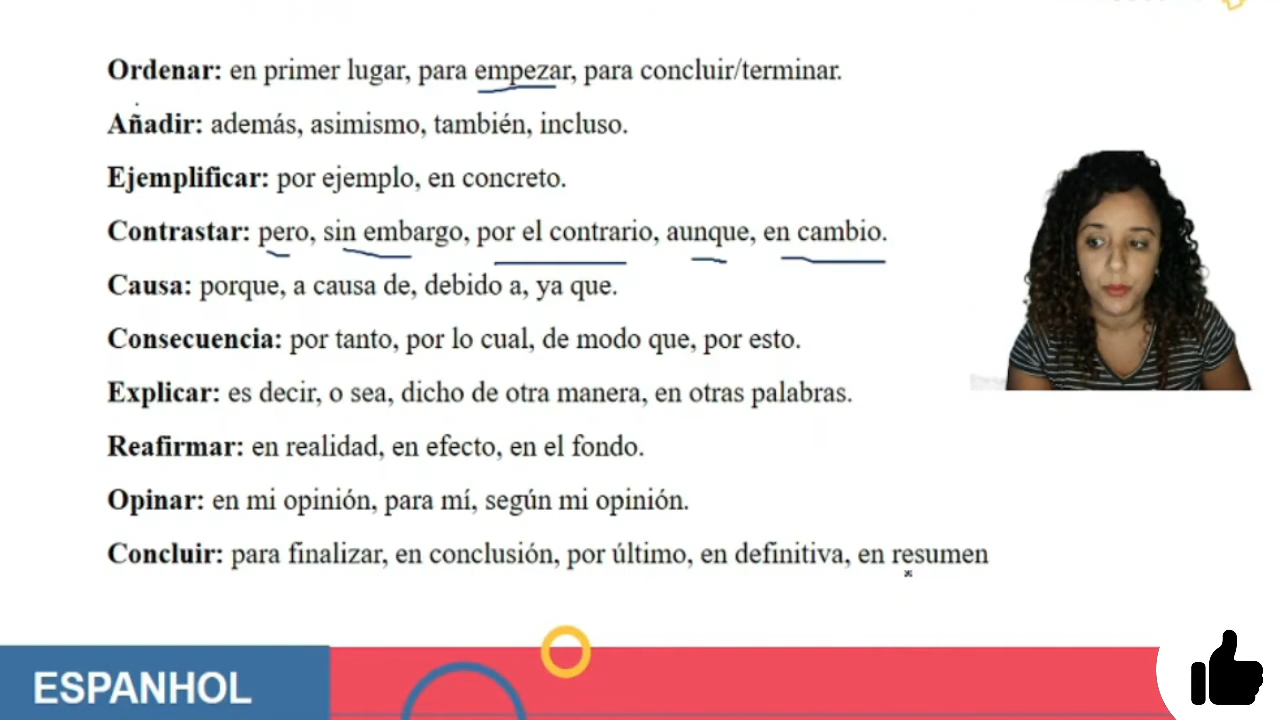 Ordenar: en primer lugar, para empezar, para concluir/terminar.
Añadir: además, asimismo, también, incluso.
Ejemplificar: por ejemplo, en concreto.
Contrastar: pero, sin embargo, por el contrario, aunque, en cambio.
Causa: porque, a causa de, debido a, ya que.
Consecuencia: por tanto, por lo cual, de modo que, por esto.
Explicar: es decir, o sea, dicho de otra manera, en otras palabras.
Reafirmar: en realidad, en efecto, en el fondo.
Opinar: en mi opinión, para mí, según mi opinión.
Concluir: para finalizar, en conclusión, por último, en definitiva, en resumen
ESPANHOL